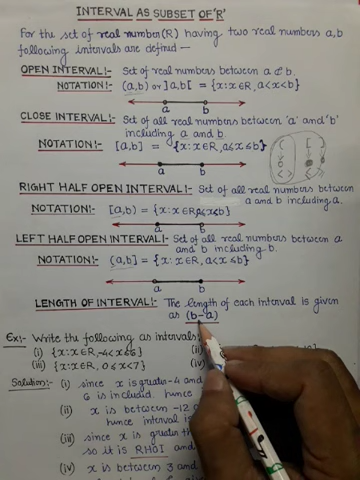 INTERVAL AS SUBSET OF 'R'
For the set of real number(R) having two real numbers a,b
following intervals are defined —
OPEN INTERVAL!- Set of real numbers between a & b.
NOTATION!- (a,b) or ]a,b[ = {x:x∈R, a<x<b}
a b
CLOSE INTERVAL!- Set of all real numbers between 'a' and 'b'
including a and b.
NOTATION!- [a,b] = {x:x∈R, a≤x≤b}
( [ ]
< > ≤
a b
RIGHT HALF OPEN INTERVAL!- Set of all real numbers between
a and b including a.
NOTATION!- [a,b) = {x:x∈R, a≤x<b}
a b
LEFT HALF OPEN INTERVAL!- Set of all real numbers between a
and b including b.
NOTATION!- (a,b] = {x:x∈R, a<x≤b}
a b
LENGTH OF INTERVAL!- The length of each interval is given
as (b-a)
Ex!- Write the following as intervals:
(i) {x:x∈R, -4<x≤6} (ii)
(iii) {x:x∈R, 0≤x<7} (iv)
Solution:- (i) since x is greater -4 and
6 is included. hence
(ii) x is between -12 a
hence interval is
(iii) since x is greater th
so it is RHOI and
(iv) x is between 3 and